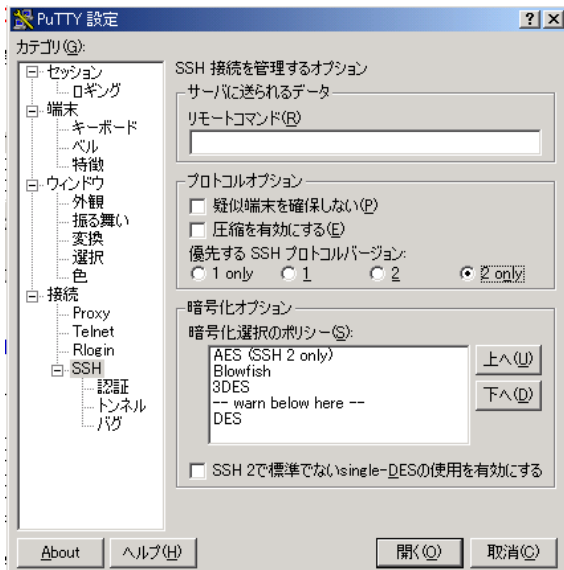 PuTTY 設定
カテゴリ(G):
セッション
ロギング
端末
キーボード
ベル
特徴
ウィンドウ
外観
振る舞い
変換
選択
色
接続
Proxy
Telnet
Rlogin
SSH
認証
トンネル
バグ
SSH 接続を管理するオプション
サーバに送られるデータ
リモートコマンド(R)
プロトコルオプション
疑似端末を確保しない(P)
圧縮を有効にする(E)
優先する SSH プロトコルバージョン:
1 only 1 2 2 only
暗号化オプション
暗号化選択のポリシー(S):
AES (SSH 2 only)
Blowfish
3DES
-- warn below here --
DES
上へ(U)
下へ(D)
SSH 2で標準でないsingle-DESの使用を有効にする
About ヘルプ(H) 開く(O) 取消(C)